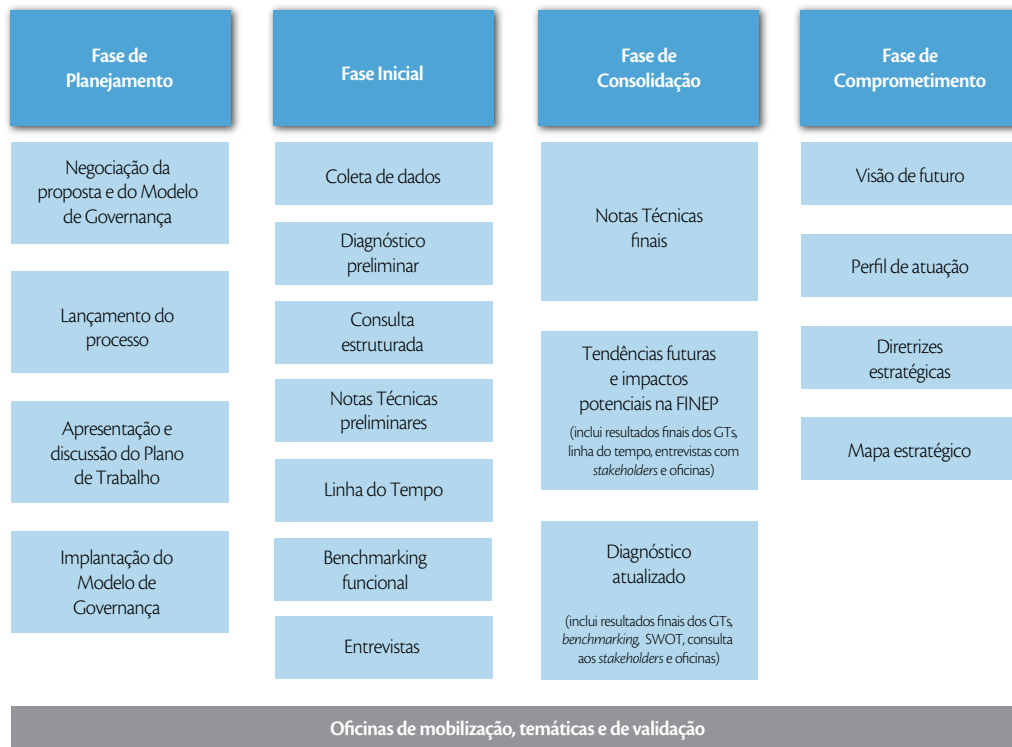 Fase de
Planejamento
Negociação da
proposta e do Modelo
de Governança
Lançamento do
processo
Apresentação e
discussão do Plano
de Trabalho
Implantação do
Modelo de
Governança
Fase Inicial
Coleta de dados
Diagnóstico
preliminar
Consulta
estruturada
Notas Técnicas
preliminares
Linha do Tempo
Benchmarking
funcional
Entrevistas
Fase de
Consolidação
Notas Técnicas
finais
Tendências futuras
e impactos
potenciais na FINEP
(inclui resultados finais dos GTs,
linha do tempo, entrevistas com
stakeholders e oficinas)
Diagnóstico
atualizado
(inclui resultados finais dos GTs,
benchmarking, SWOT, consulta
aos stakeholders e oficinas)
Fase de
Comprometimento
Visão de futuro
Perfil de atuação
Diretrizes
estratégicas
Mapa estratégico
Oficinas de mobilização, temáticas e de validação